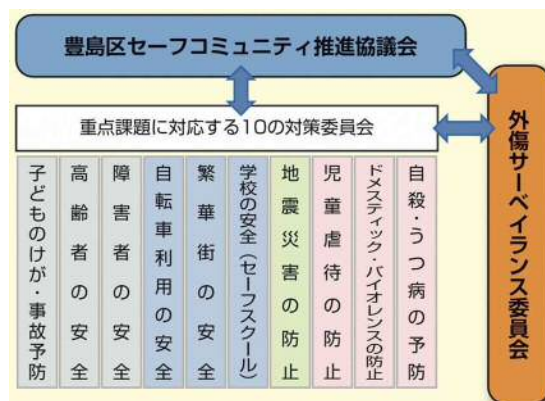 豊島区セーフコミュニティ推進協議会
重点課題に対応する10の対策委員会
子どものけが・事故予防
高齢者の安全
障害者の安全
自転車利用の安全
繁華街の安全
学校の安全(セーフスクール)
地震災害の防止
児童虐待の防止
ドメスティック・バイオレンスの防止
自殺・うつ病の予防
外傷サーベイランス委員会